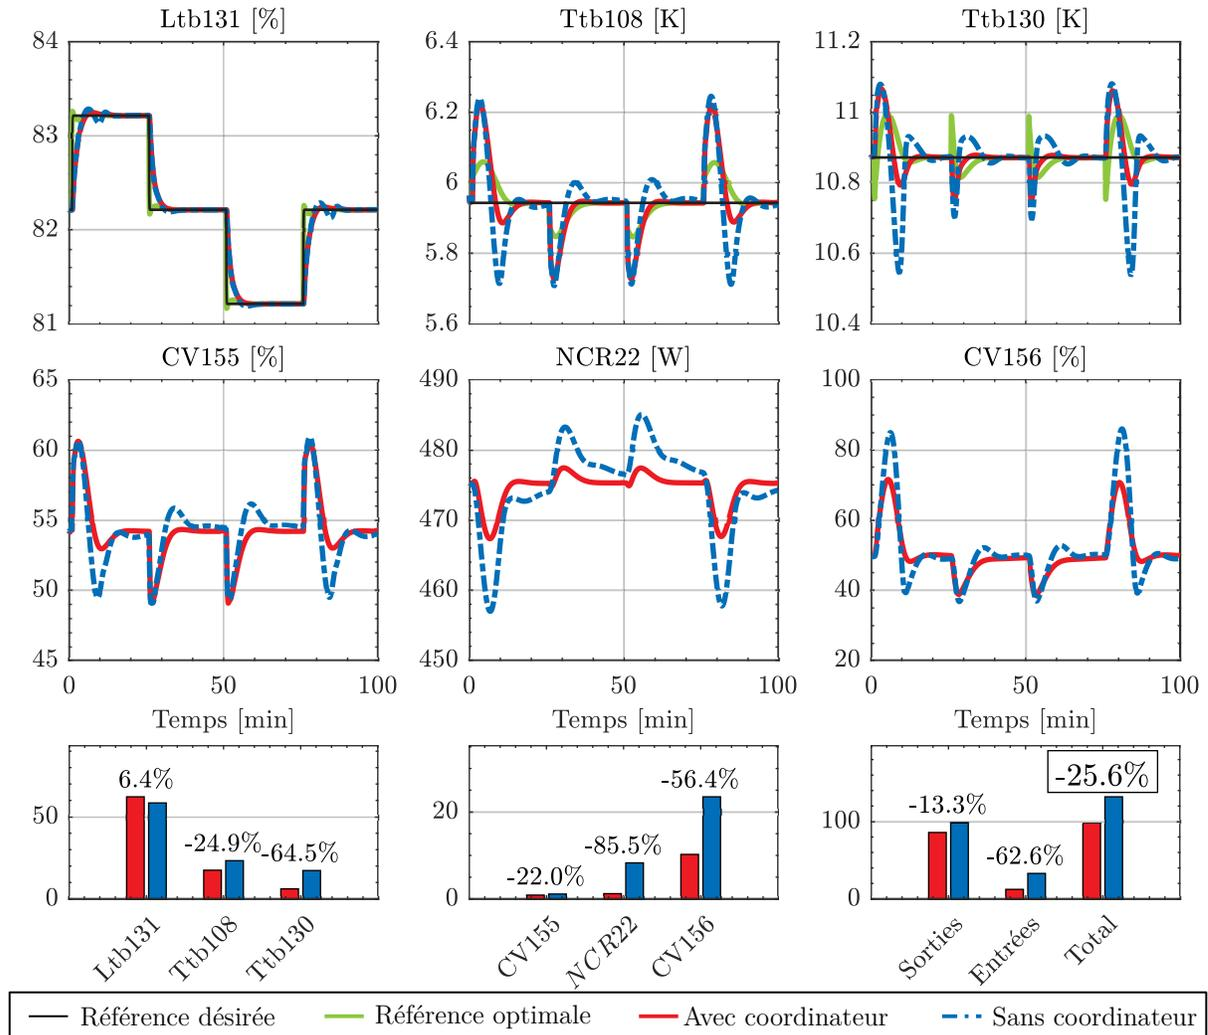 Ltb131 [%] Ttb108 [K] Ttb130 [K]
84 6.4 11.2
83 6.2 11
6 10.8
82 5.8 10.6
81 5.6 10.4
CV155 [%] NCR22 [W] CV156 [%]
65 490 100
60 480 80
55 470 60
50 460 40
45 450 20
0 50 100 0 50 100 0 50 100
Temps [min] Temps [min] Temps [min]
6.4% -24.9% -64.5%
50
0
Ltb131 Ttb108 Ttb130
-22.0% -85.5% -56.4%
20
0
CV155 NCR22 CV156
-13.3% -62.6% -25.6%
100
0
Sorties Entrées Total
Référence désirée Référence optimale Avec coordinateur Sans coordinateur